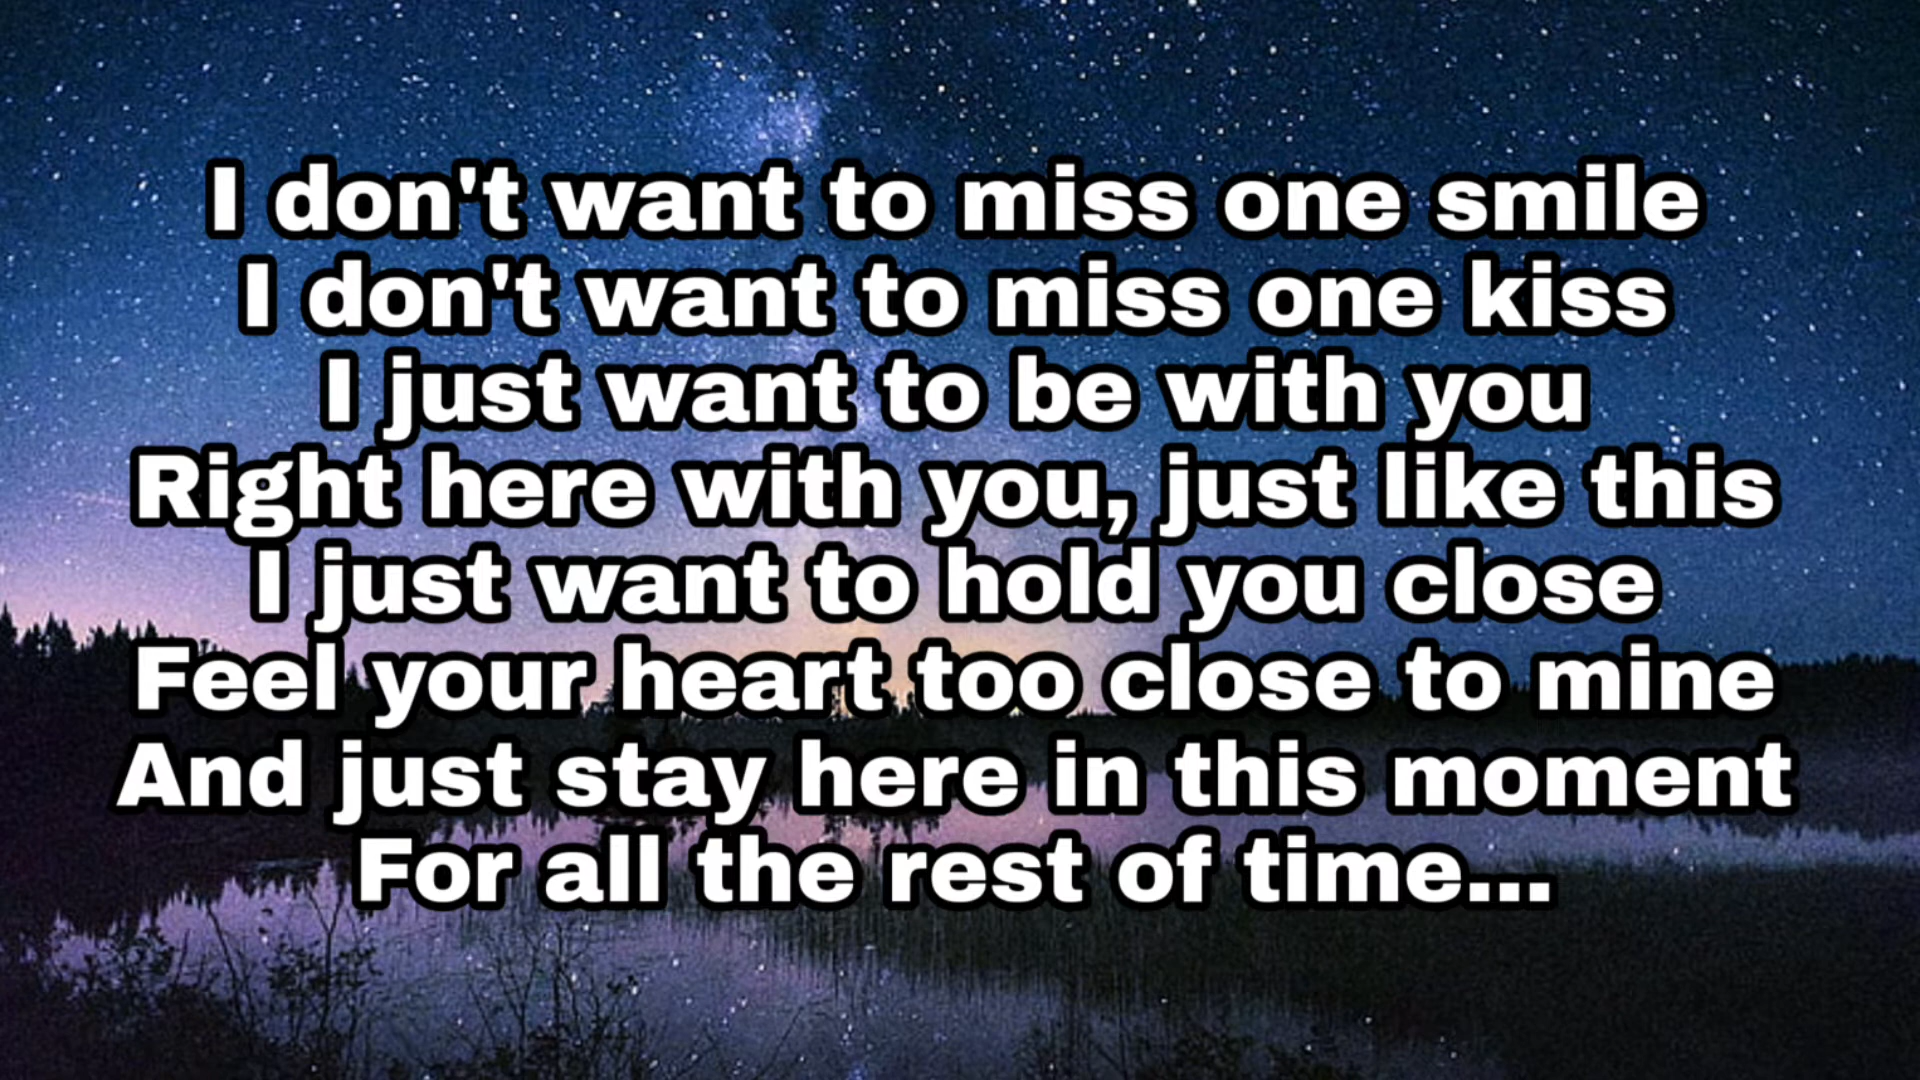 I don't want to miss one smile
I don't want to miss one kiss
I just want to be with you
Right here with you, just like this
I just want to hold you close
Feel your heart too close to mine
And just stay here in this moment
For all the rest of time...